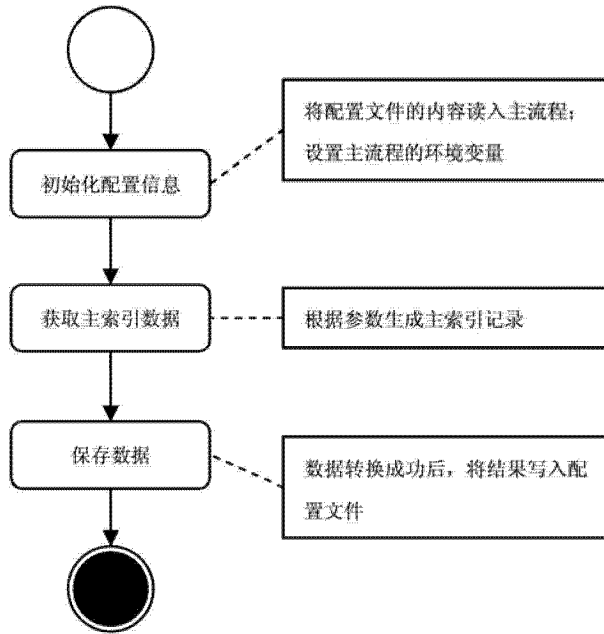 将配置文件的内容读入主流程；
设置主流程的环境变量
初始化配置信息
获取主索引数据
根据参数生成主索引记录
保存数据
数据转换成功后，将结果写入配
置文件